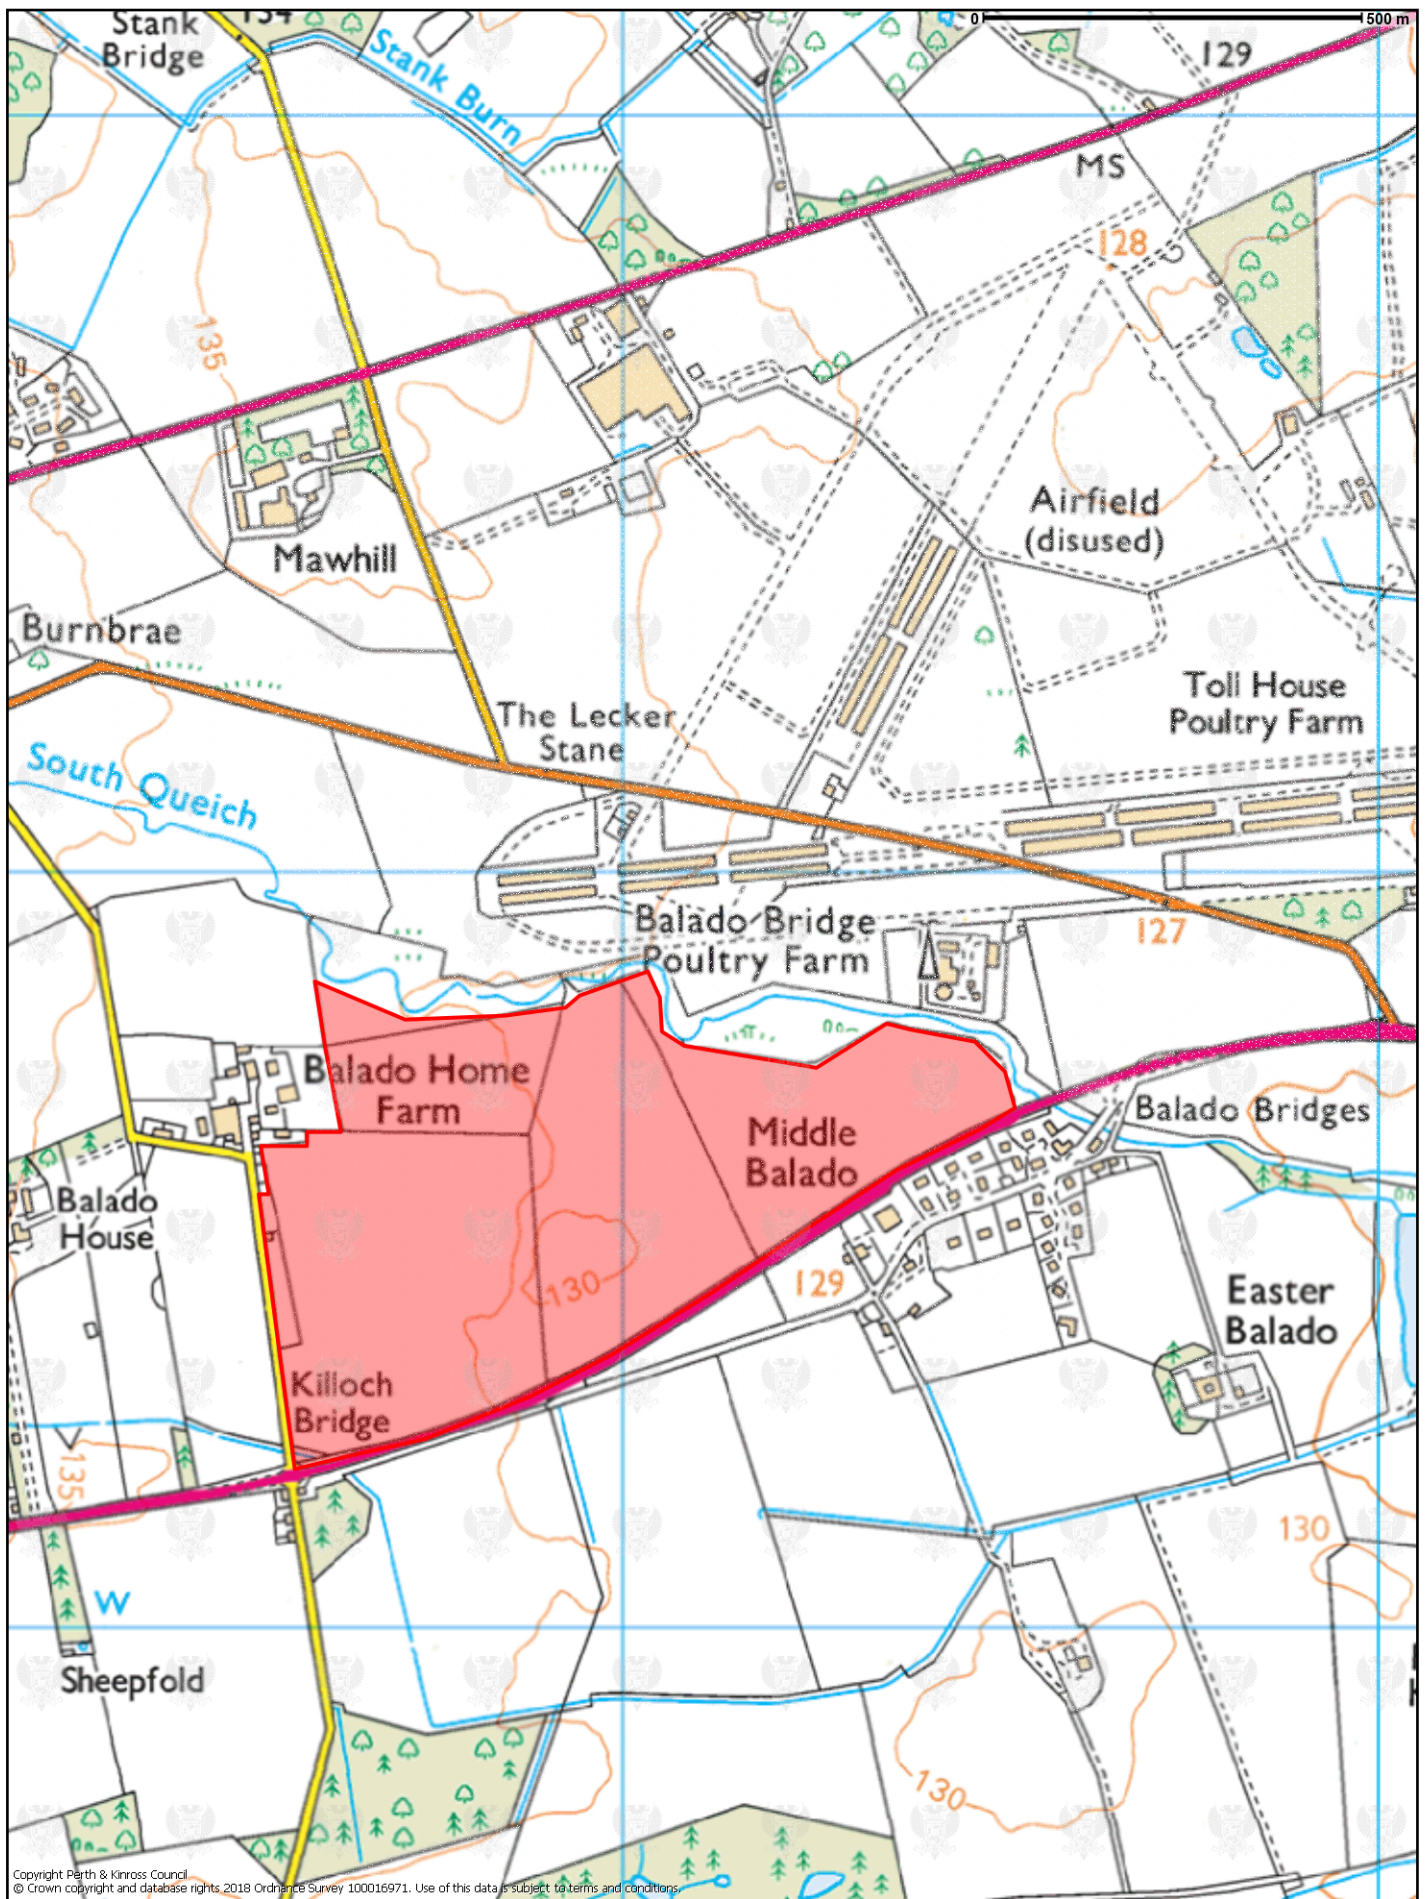 Stank
Bridge
134
Stank Burn
0
500 m
129
MS
128
135
Airfield
(disused)
Mawhill
Burnbrae
Toll House
Poultry Farm
The Lecker
Stane
South Queich
Balado Bridge
Poultry Farm
127
Balado Home
Farm
Middle
Balado
Balado Bridges
Balado
House
129
130
Easter
Balado
Killoch
Bridge
135
130
W
Sheepfold
130
Copyright Perth & Kinross Council
© Crown copyright and database rights 2018 Ordnance Survey 100016971. Use of this data is subject to terms and conditions.